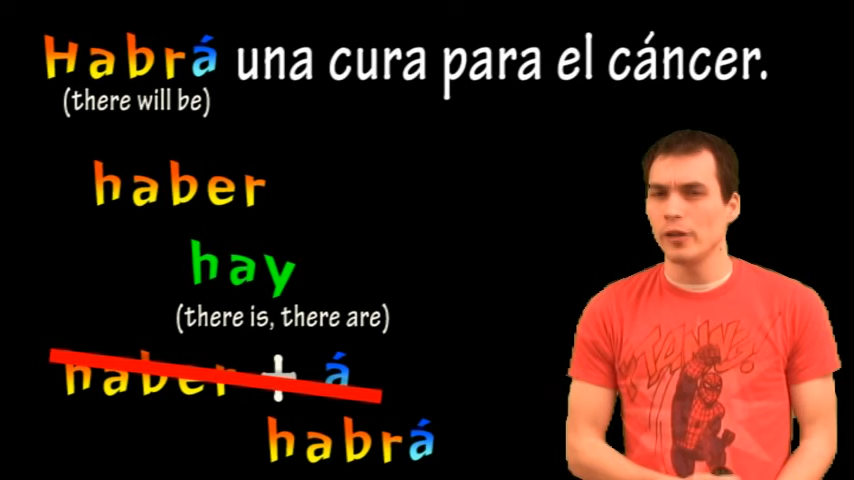 Habrá una cura para el cáncer.
(there will be)
haber
hay
(there is, there are)
haber + á
habrá